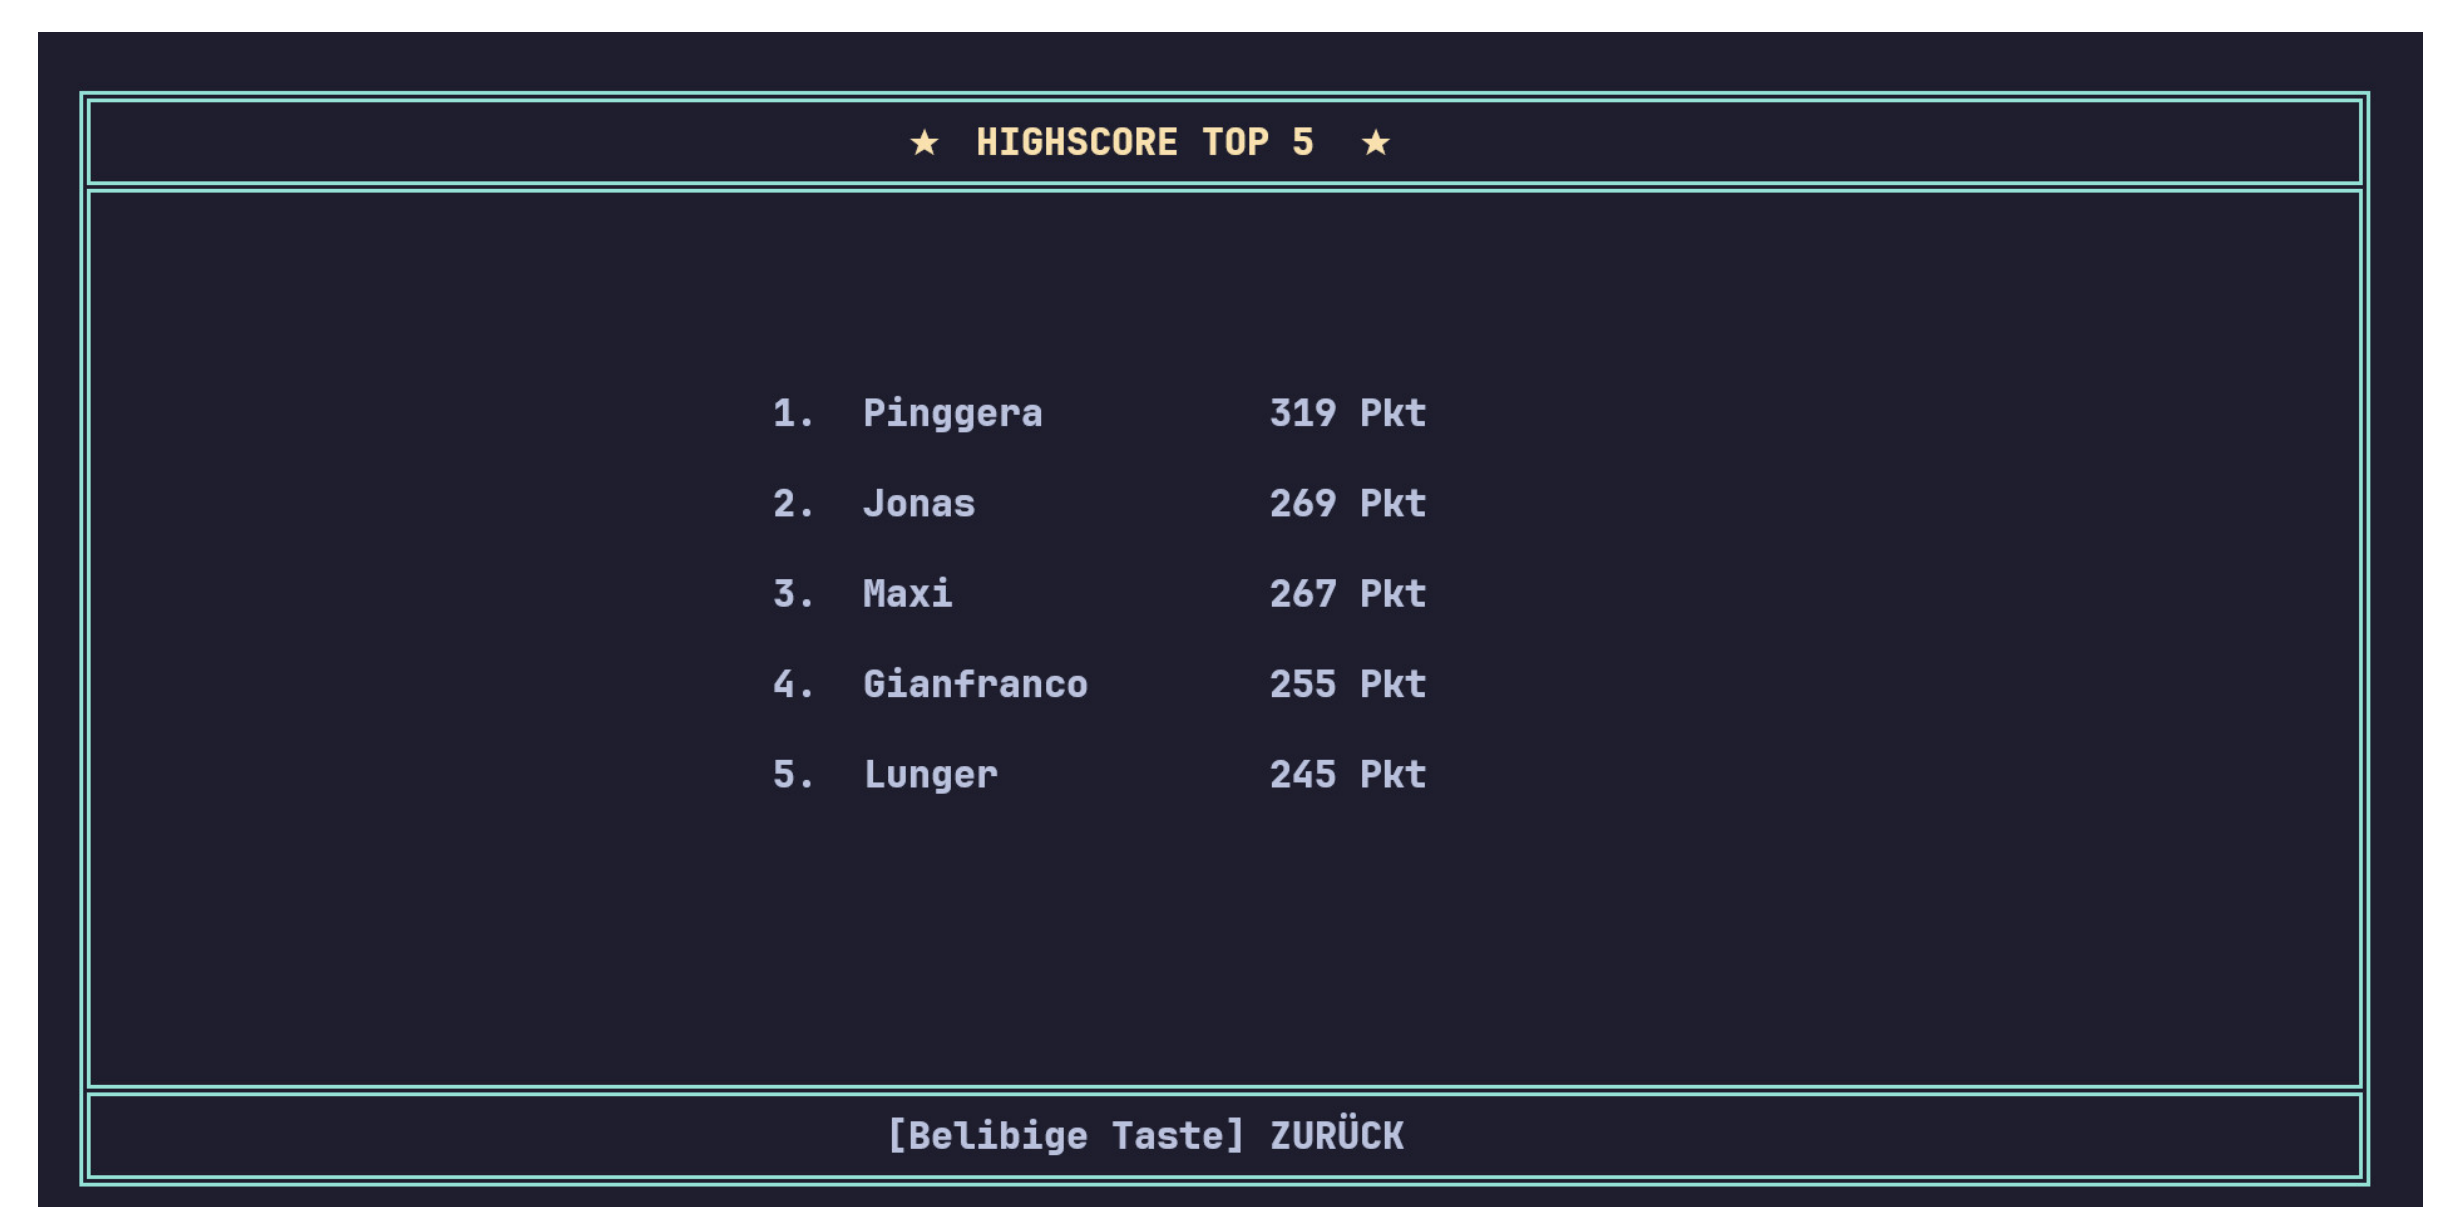 ★ HIGHSCORE TOP 5 ★
1. Pinggera 319 Pkt
2. Jonas 269 Pkt
3. Maxi 267 Pkt
4. Gianfranco 255 Pkt
5. Lunger 245 Pkt
[Belibige Taste] ZURÜCK